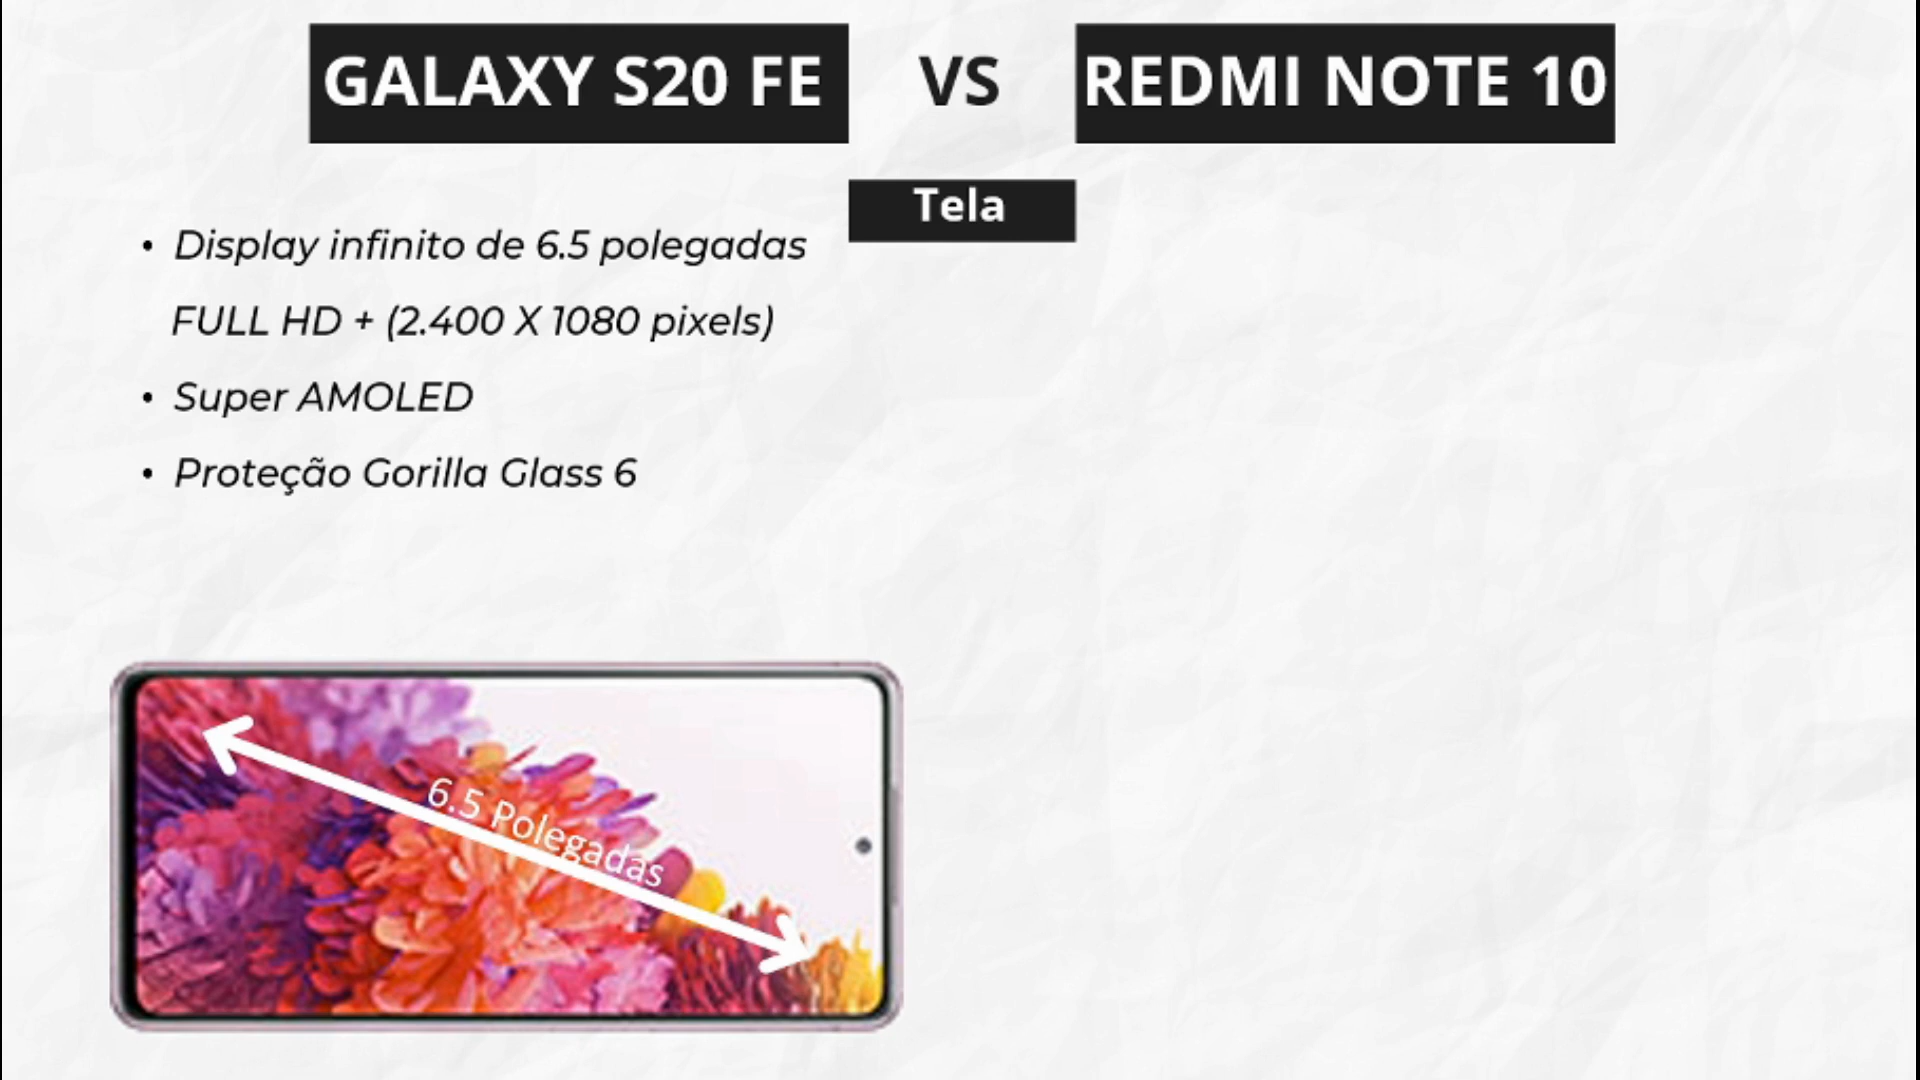 GALAXY S20 FE VS REDMI NOTE 10
Tela
• Display infinito de 6.5 polegadas
FULL HD + (2.400 X 1080 pixels)
• Super AMOLED
• Proteção Gorilla Glass 6
6.5 Polegadas